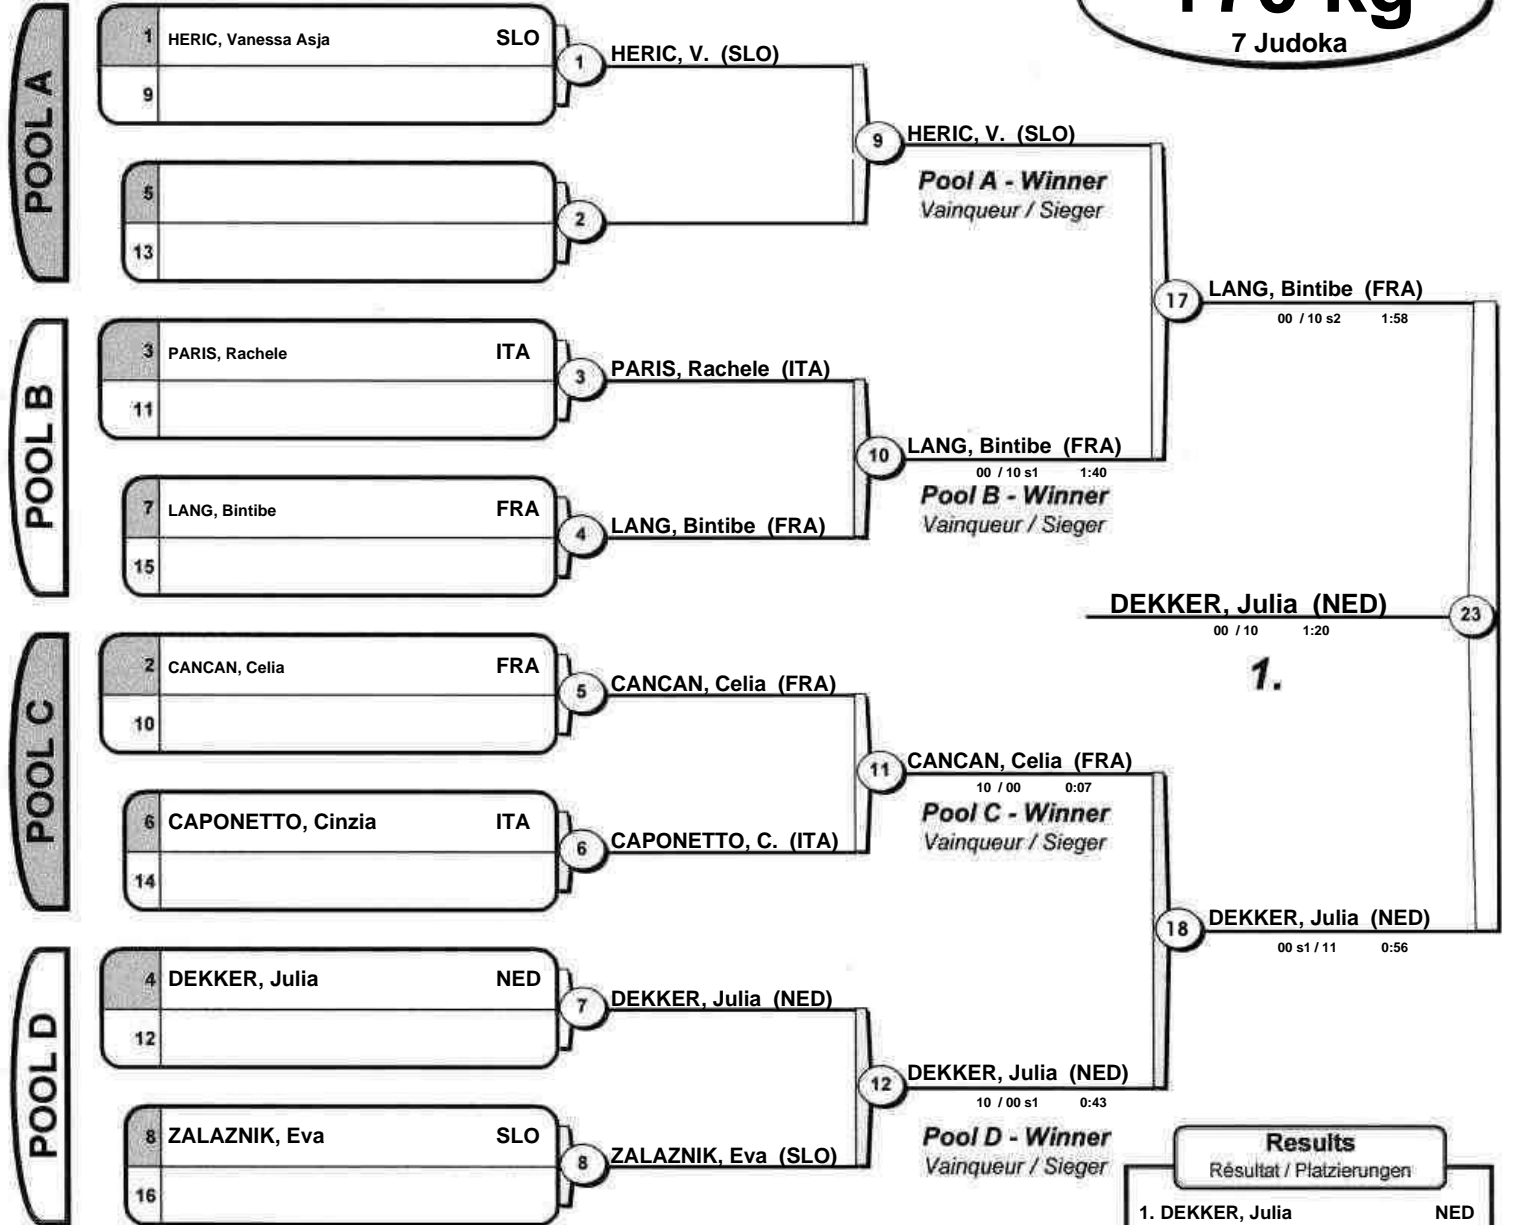 7 Judoka
POOL A
1 HERIC, Vanessa Asja SLO
9
5
13
1 HERIC, V. (SLO)
2
9 HERIC, V. (SLO)
Pool A - Winner
Vainqueur / Sieger
POOL B
3 PARIS, Rachele ITA
11
7 LANG, Bintibe FRA
15
3 PARIS, Rachele (ITA)
4 LANG, Bintibe (FRA)
10 LANG, Bintibe (FRA)
00 / 10 s1 1:40
Pool B - Winner
Vainqueur / Sieger
17 LANG, Bintibe (FRA)
00 / 10 s2 1:58
POOL C
2 CANCAN, Celia FRA
10
6 CAPONETTO, Cinzia ITA
14
5 CANCAN, Celia (FRA)
6 CAPONETTO, C. (ITA)
11 CANCAN, Celia (FRA)
10 / 00 0:07
Pool C - Winner
Vainqueur / Sieger
POOL D
4 DEKKER, Julia NED
12
8 ZALAZNIK, Eva SLO
16
7 DEKKER, Julia (NED)
8 ZALAZNIK, Eva (SLO)
12 DEKKER, Julia (NED)
10 / 00 s1 0:43
Pool D - Winner
Vainqueur / Sieger
18 DEKKER, Julia (NED)
00 s1 / 11 0:56
DEKKER, Julia (NED) 23
00 / 10 1:20
1.
Results
Résultat / Platzierungen
1. DEKKER, Julia NED